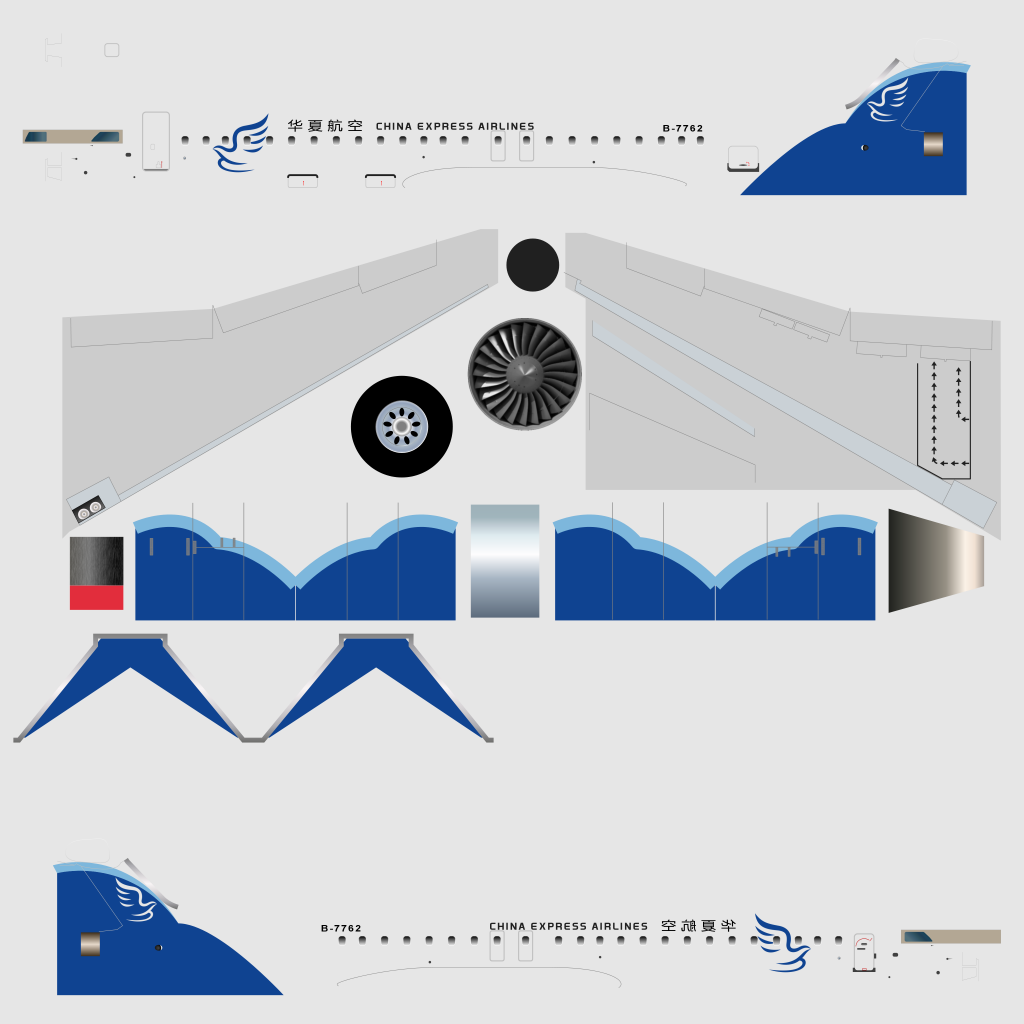 华夏航空 CHINA EXPRESS AIRLINES
B-7762
B-7762
CHINA EXPRESS AIRLINES 华夏航空